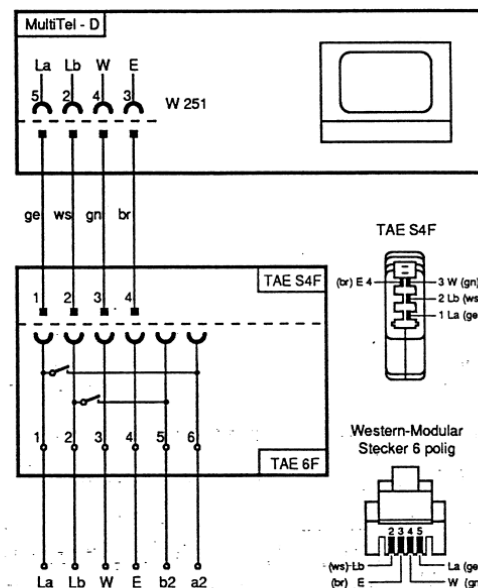 MultiTel - D
La Lb W E
5 2 4 3
W 251
ge ws gn br
TAE S4F
TAE S4F
1 2 3 4
(br) E 4
3 W (gn)
2 Lb (ws
1 La (ge
1 2 3 4 5 6
TAE 6F
Western-Modular
Stecker 6 polig
2 3 4 5
(ws) Lb
La (ge
(br) E
W (gn
La Lb W E b2 a2